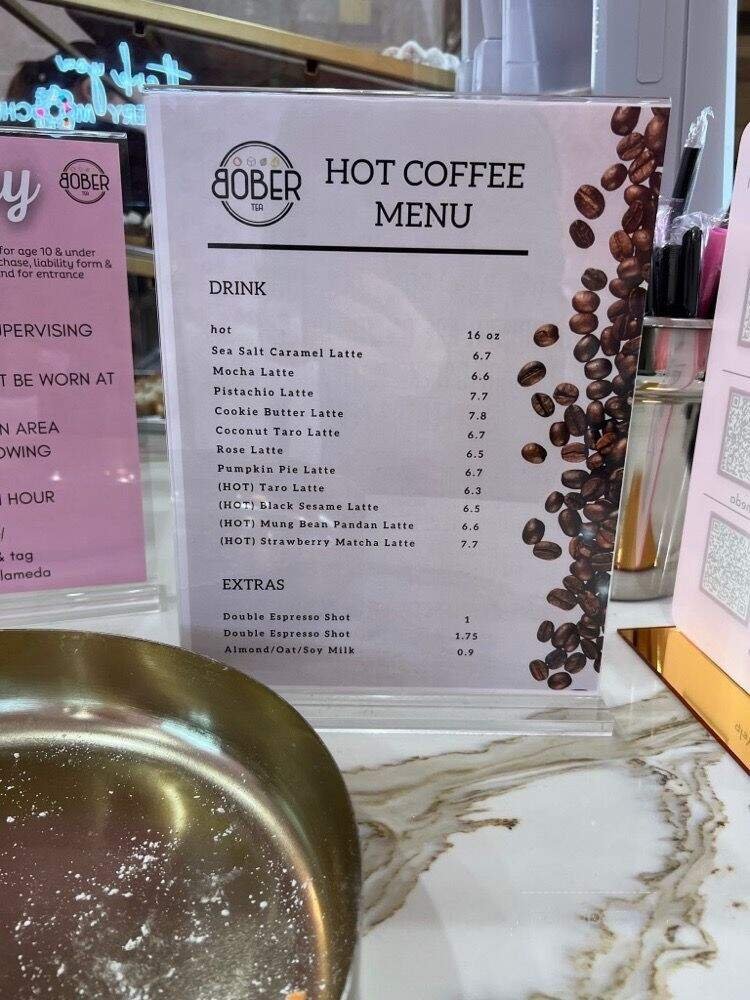 Thank you
BOBER
TEA
HOT COFFEE
MENU
DRINK
hot 16 oz
Sea Salt Caramel Latte 6.7
Mocha Latte 6.6
Pistachio Latte 7.7
Cookie Butter Latte 7.8
Coconut Taro Latte 6.7
Rose Latte 6.5
Pumpkin Pie Latte 6.7
(HOT) Taro Latte 6.3
(HOT) Black Sesame Latte 6.5
(HOT) Mung Bean Pandan Latte 6.6
(HOT) Strawberry Matcha Latte 7.7
EXTRAS
Double Espresso Shot 1
Double Espresso Shot 1.75
Almond/Oat/Soy Milk 0.9
BOBER
TEA
for age 10 & under
liability form &
for entrance
BE WORN AT
AREA
HOUR
& tag